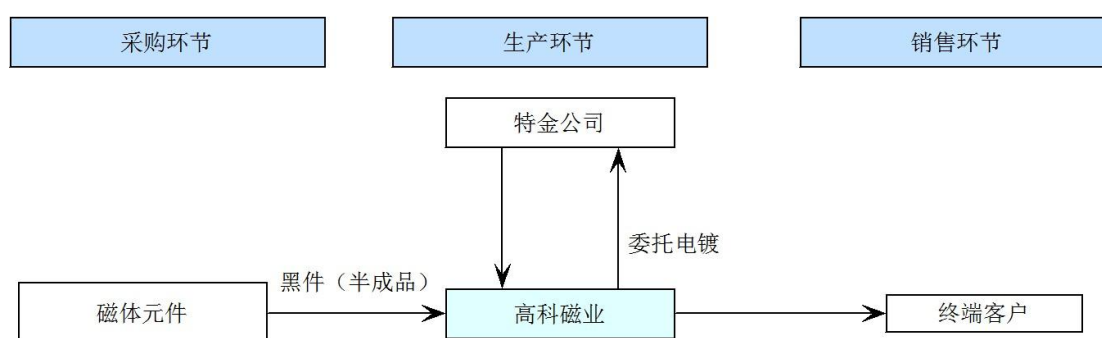 采购环节
生产环节
销售环节
特金公司
委托电镀
黑件（半成品）
磁体元件
高科磁业
终端客户